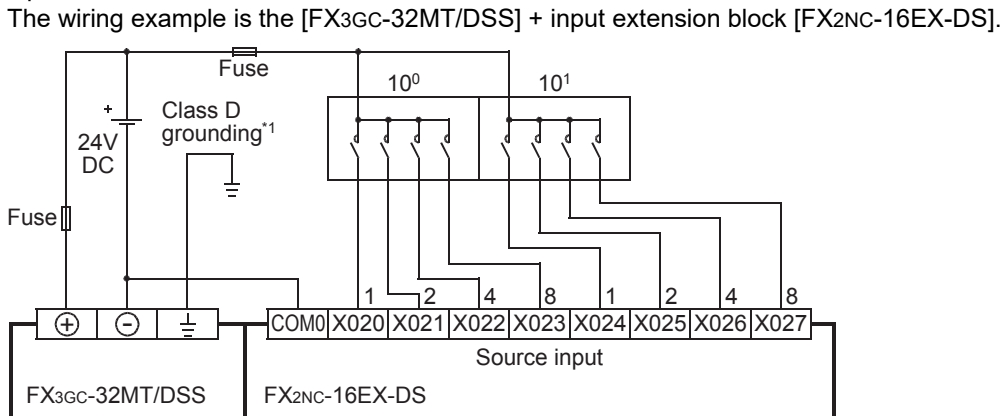 The wiring example is the [FX3GC-32MT/DSS] + input extension block [FX2NC-16EX-DS].
Fuse
10⁰ 10¹
+
Class D
grounding*1
24V
DC
Fuse
1 2 4 8 1 2 4 8
COM0 X020 X021 X022 X023 X024 X025 X026 X027
Source input
FX3GC-32MT/DSS FX2NC-16EX-DS